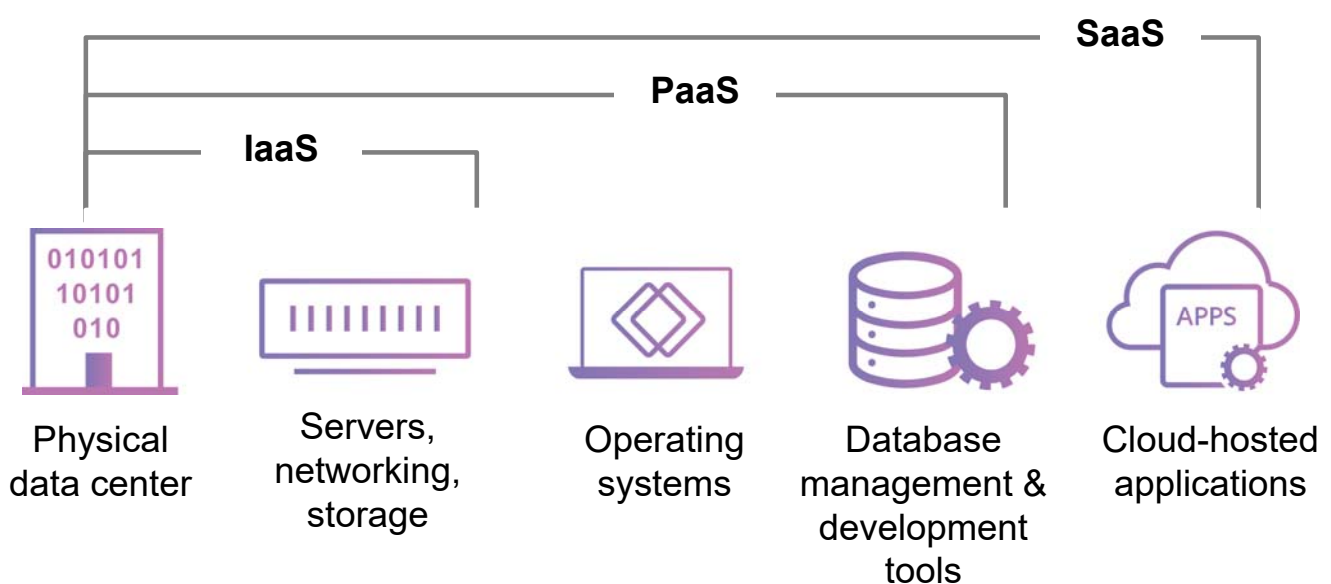 SaaS
PaaS
IaaS
010101
10101
010
APPS
Physical
data center
Servers,
networking,
storage
Operating
systems
Database
management &
development
tools
Cloud-hosted
applications